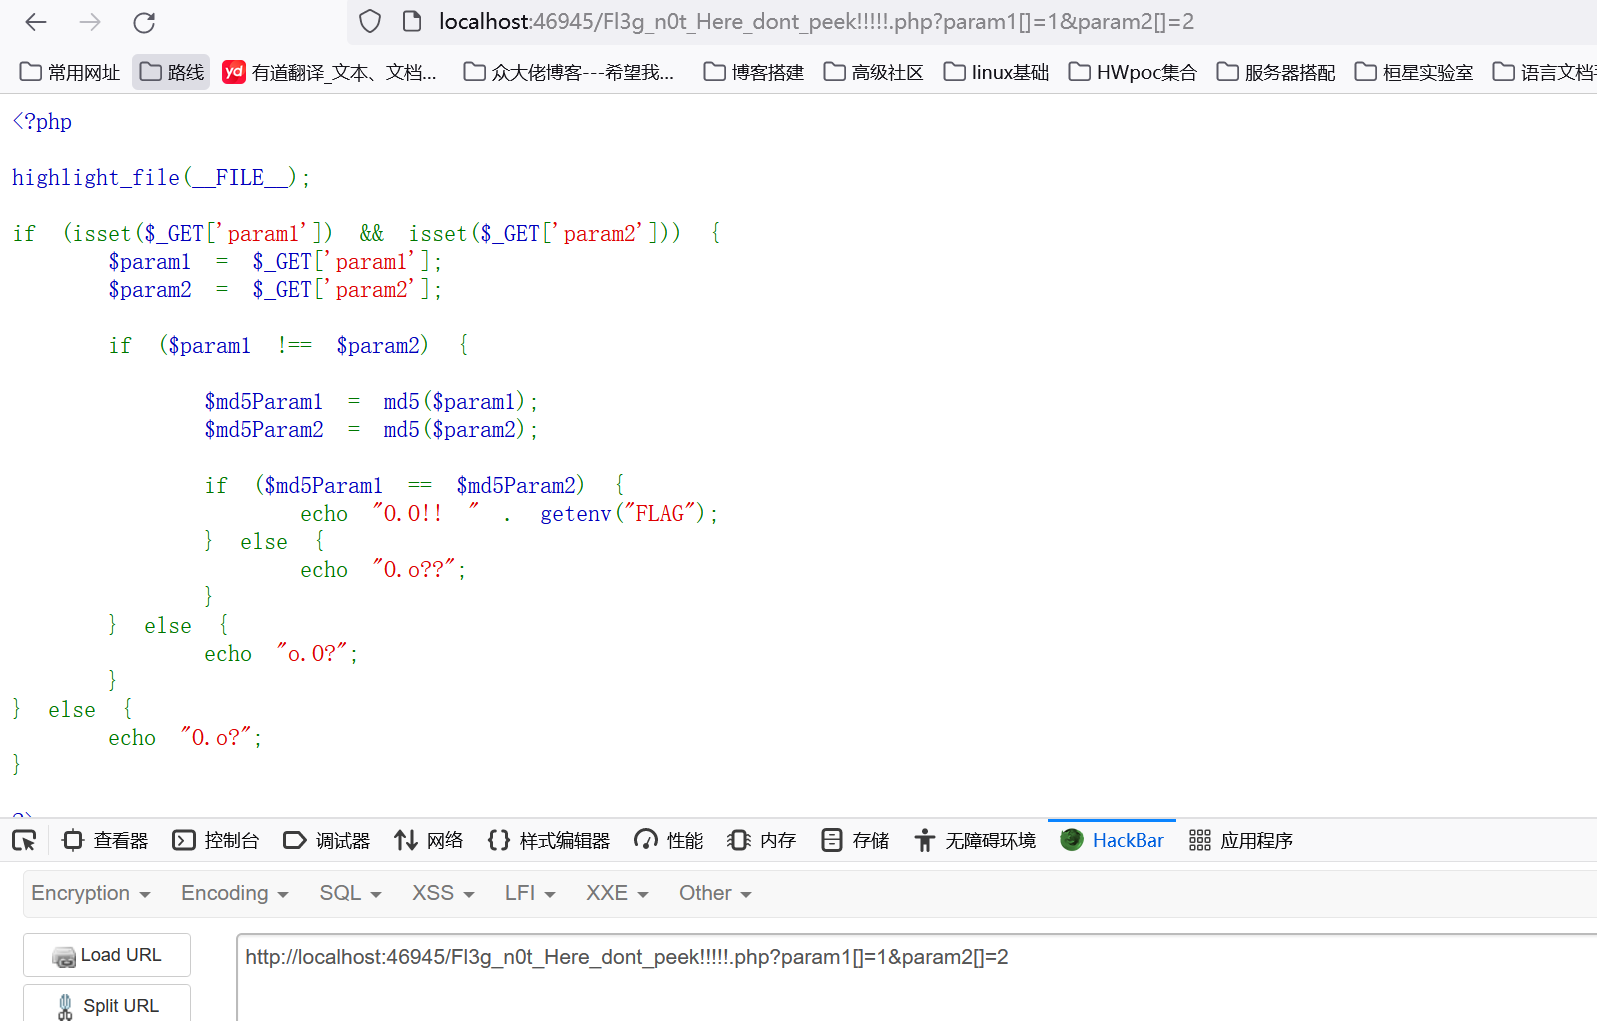 localhost:46945/Fl3g_n0t_Here_dont_peek!!!!!.php?param1[]=1&param2[]=2
常用网址 路线 yd 有道翻译_文本、文档... 众大佬博客---希望我... 博客搭建 高级社区 linux基础 HWpoc集合 服务器搭配 桓星实验室 语言文档
<?php
highlight_file(__FILE__);
if (isset($_GET['param1']) && isset($_GET['param2'])) {
$param1 = $_GET['param1'];
$param2 = $_GET['param2'];
if ($param1 !== $param2) {
$md5Param1 = md5($param1);
$md5Param2 = md5($param2);
if ($md5Param1 == $md5Param2) {
echo "O.O!! " . getenv("FLAG");
} else {
echo "O.o??";
}
} else {
echo "o.O?";
}
} else {
echo "O.o?";
}
查看器 控制台 调试器 网络 {} 样式编辑器 性能 内存 存储 无障碍环境 HackBar 应用程序
Encryption Encoding SQL XSS LFI XXE Other
Load URL http://localhost:46945/Fl3g_n0t_Here_dont_peek!!!!!.php?param1[]=1&param2[]=2
Split URL